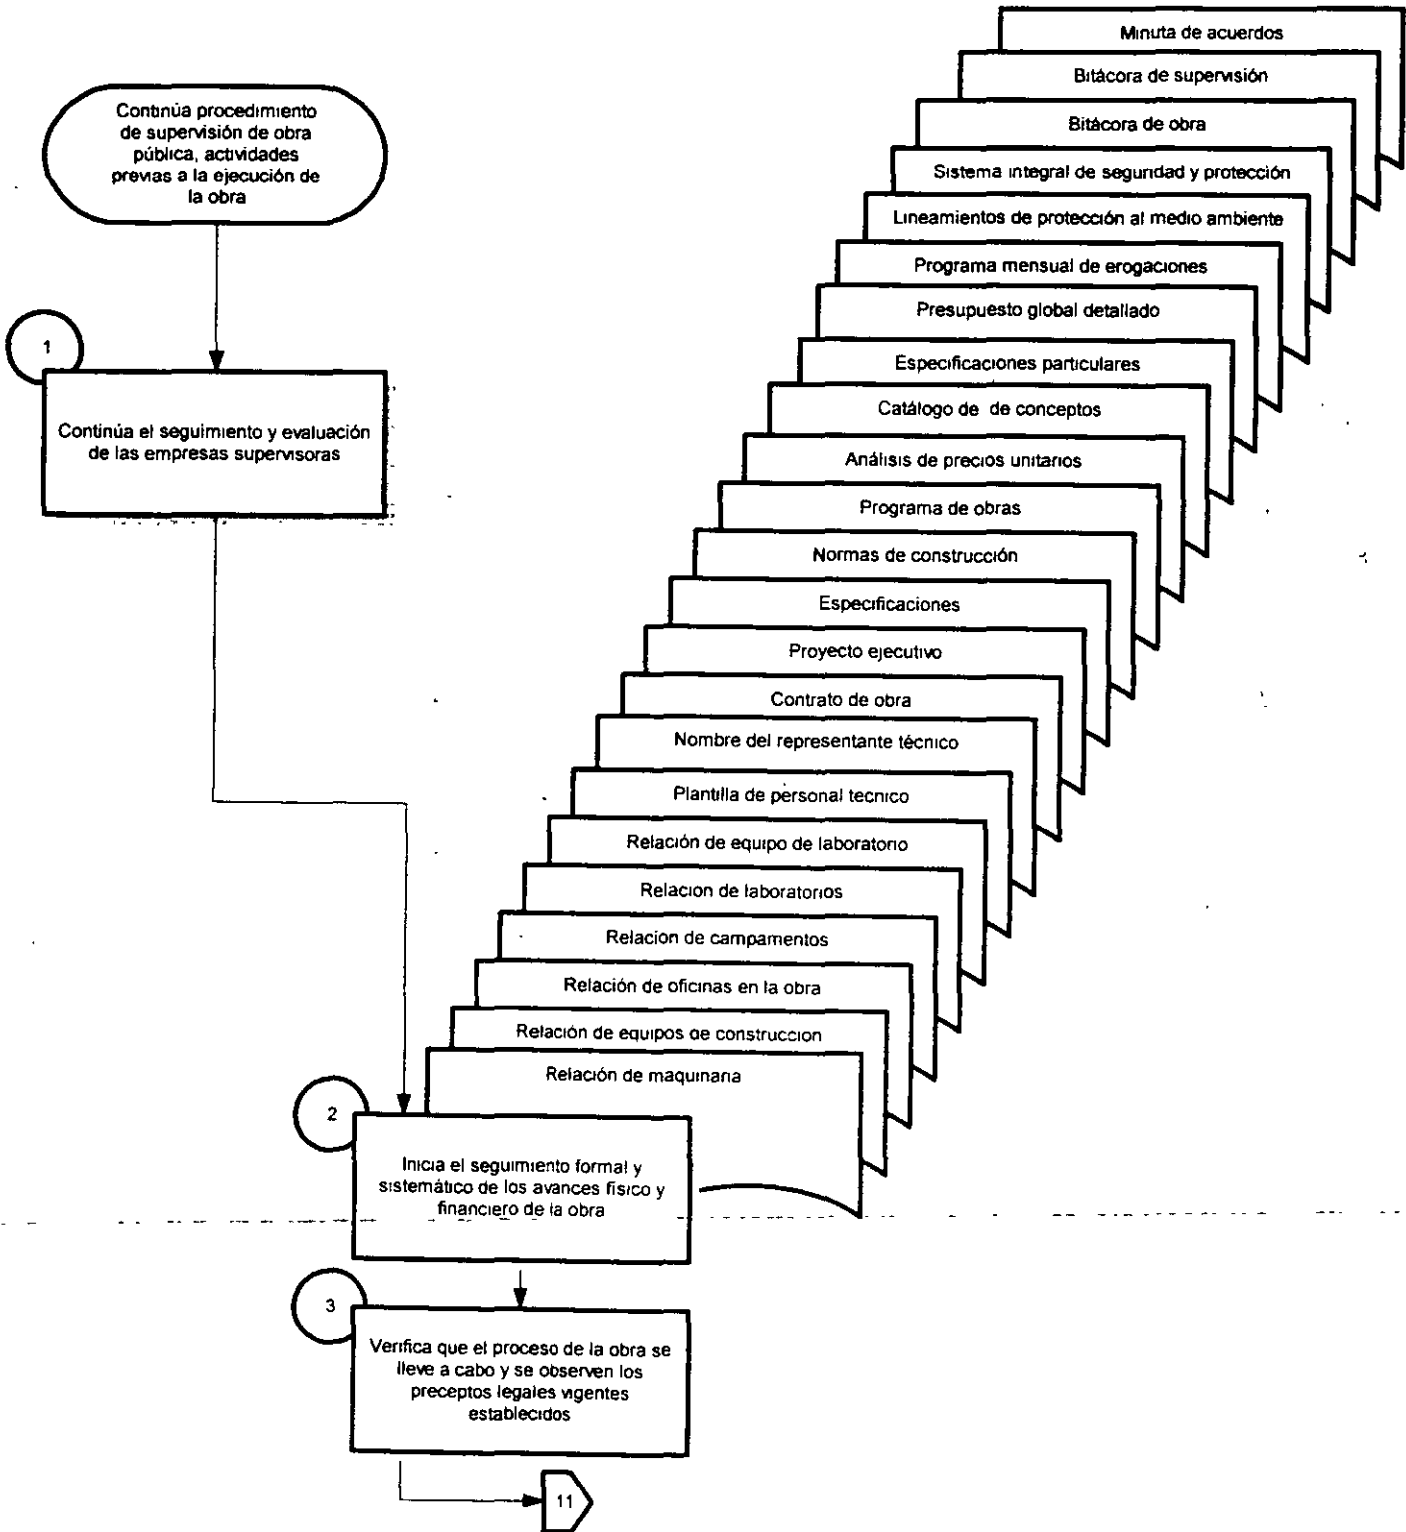 Continúa procedimiento
de supervisión de obra
pública, actividades
previas a la ejecución de
la obra
1
Continúa el seguimiento y evaluación
de las empresas supervisoras
Minuta de acuerdos
Bitácora de supervisión
Bitácora de obra
Sistema integral de seguridad y protección
Lineamientos de protección al medio ambiente
Programa mensual de erogaciones
Presupuesto global detallado
Especificaciones particulares
Catálogo de de conceptos
Análisis de precios unitarios
Programa de obras
Normas de construcción
Especificaciones
Proyecto ejecutivo
Contrato de obra
Nombre del representante técnico
Plantilla de personal tecnico
Relación de equipo de laboratorio
Relacion de laboratorios
Relacion de campamentos
Relación de oficinas en la obra
Relación de equipos de construccion
Relación de maquinaria
2
Inicia el seguimiento formal y
sistemático de los avances físico y
financiero de la obra
3
Verifica que el proceso de la obra se
lleve a cabo y se observen los
preceptos legales vigentes
establecidos
11